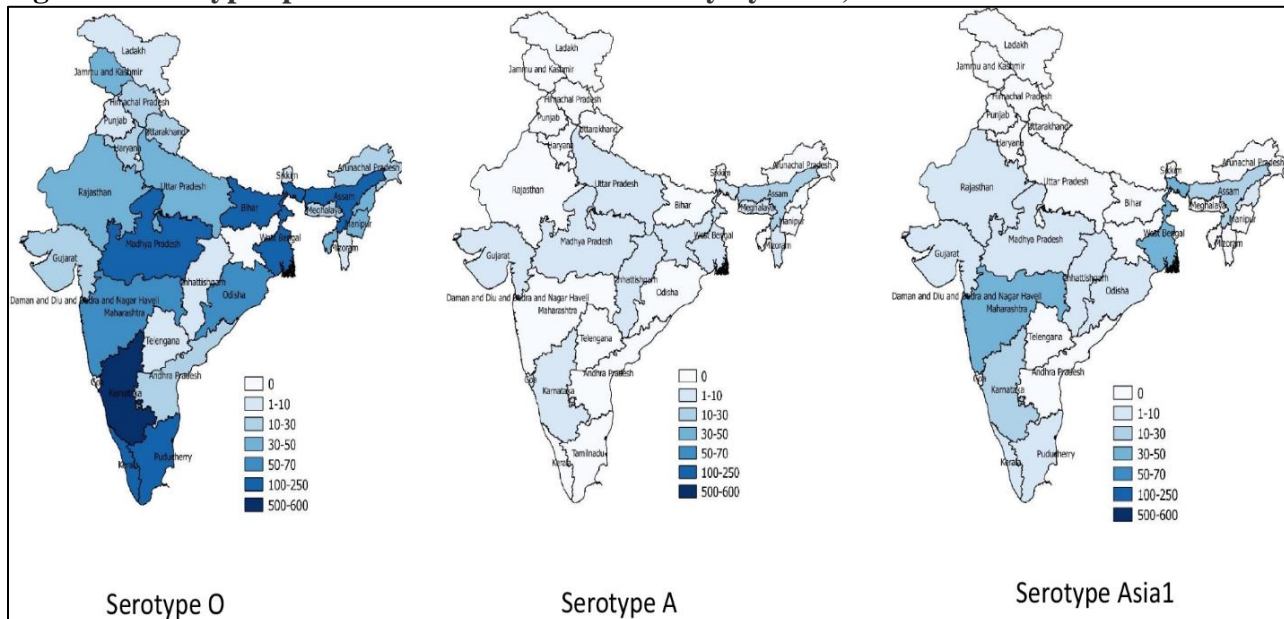 Ladakh
Jammu and Kashmir
Himachal Pradesh
Punjab
Uttarakhand
Haryana
Arunachal Pradesh
Sikkim
Rajasthan
Uttar Pradesh
Assam
Bihar
Meghalaya
Manipur
West Bengal
Mizoram
Madhya Pradesh
Gujarat
Chhattishgarh
Odisha
Daman and Diu and Dadra and Nagar Haveli
Maharashtra
Telengana
Goa
Andhra Pradesh
Karnataka
Kerala
Puducherry
0
1-10
10-30
30-50
50-70
100-250
500-600
Serotype O
Ladakh
Jammu and Kashmir
Himachal Pradesh
Punjab
Uttarakhand
Haryana
Arunachal Pradesh
Sikkim
Rajasthan
Uttar Pradesh
Assam
Bihar
Meghalaya
Manipur
West Bengal
Mizoram
Madhya Pradesh
Gujarat
Chhattishgarh
Odisha
Daman and Diu and Dadra and Nagar Haveli
Maharashtra
Telengana
Goa
Andhra Pradesh
Karnataka
Kerala
Tamilnadu
0
1-10
10-30
30-50
50-70
100-250
500-600
Serotype A
Ladakh
Jammu and Kashmir
Himachal Pradesh
Punjab
Uttarakhand
Haryana
Arunachal Pradesh
Sikkim
Rajasthan
Uttar Pradesh
Assam
Bihar
Meghalaya
Manipur
West Bengal
Mizoram
Madhya Pradesh
Gujarat
Chhattishgarh
Odisha
Daman and Diu and Dadra and Nagar Haveli
Maharashtra
Telengana
Goa
Andhra Pradesh
Karnataka
Kerala
Puducherry
0
1-10
10-30
30-50
50-70
100-250
500-600
Serotype Asia1